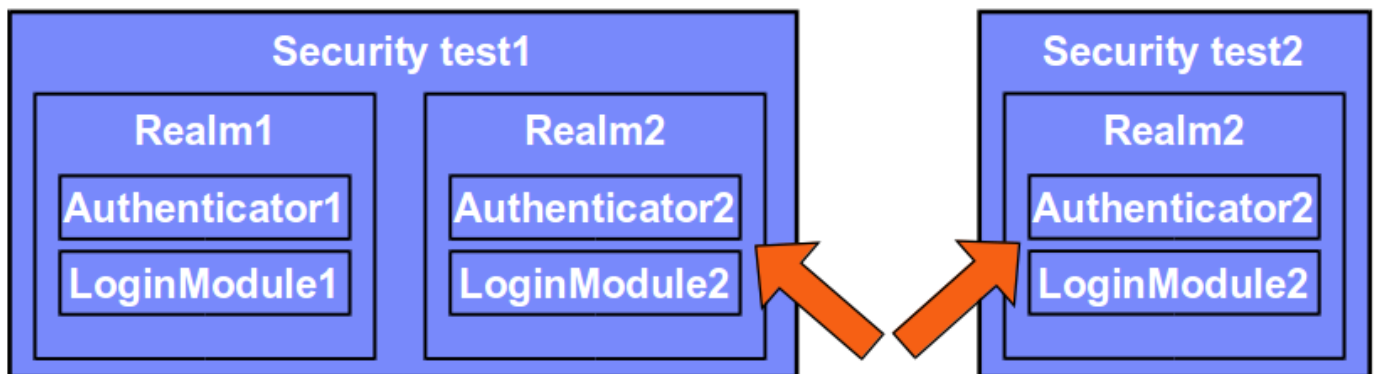 Security test1
Realm1
Authenticator1
LoginModule1
Realm2
Authenticator2
LoginModule2
Security test2
Realm2
Authenticator2
LoginModule2